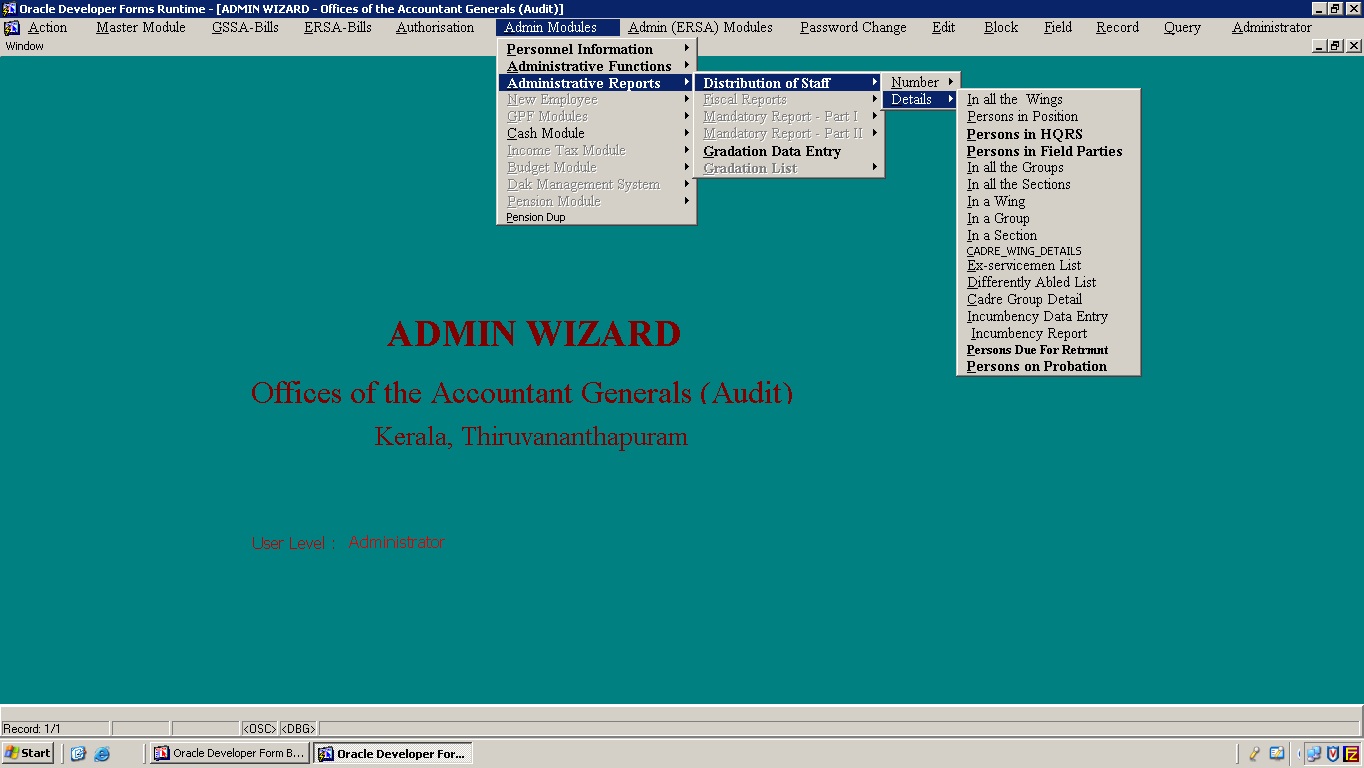 Oracle Developer Forms Runtime - [ADMIN WIZARD - Offices of the Accountant Generals (Audit)]
Action Master Module GSSA-Bills ERSA-Bills Authorisation Admin Modules Admin (ERSA) Modules Password Change Edit Block Field Record Query Administrator
Window
Personnel Information
Administrative Functions
Administrative Reports
New Employee
GPF Modules
Cash Module
Income Tax Module
Budget Module
Dak Management System
Pension Module
Pension Dup
Distribution of Staff
Fiscal Reports
Mandatory Report - Part I
Mandatory Report - Part II
Gradation Data Entry
Gradation List
Number
Details
In all the Wings
Persons in Position
Persons in HQRS
Persons in Field Parties
In all the Groups
In all the Sections
In a Wing
In a Group
In a Section
CADRE_WING_DETAILS
Ex-servicemen List
Differently Abled List
Cadre Group Detail
Incumbency Data Entry
Incumbency Report
Persons Due For Retrmnt
Persons on Probation
ADMIN WIZARD
Offices of the Accountant Generals (Audit)
Kerala, Thiruvananthapuram
User Level : Administrator
Record: 1/1 <OSC> <DBG>
Start Oracle Developer Form B... Oracle Developer For...